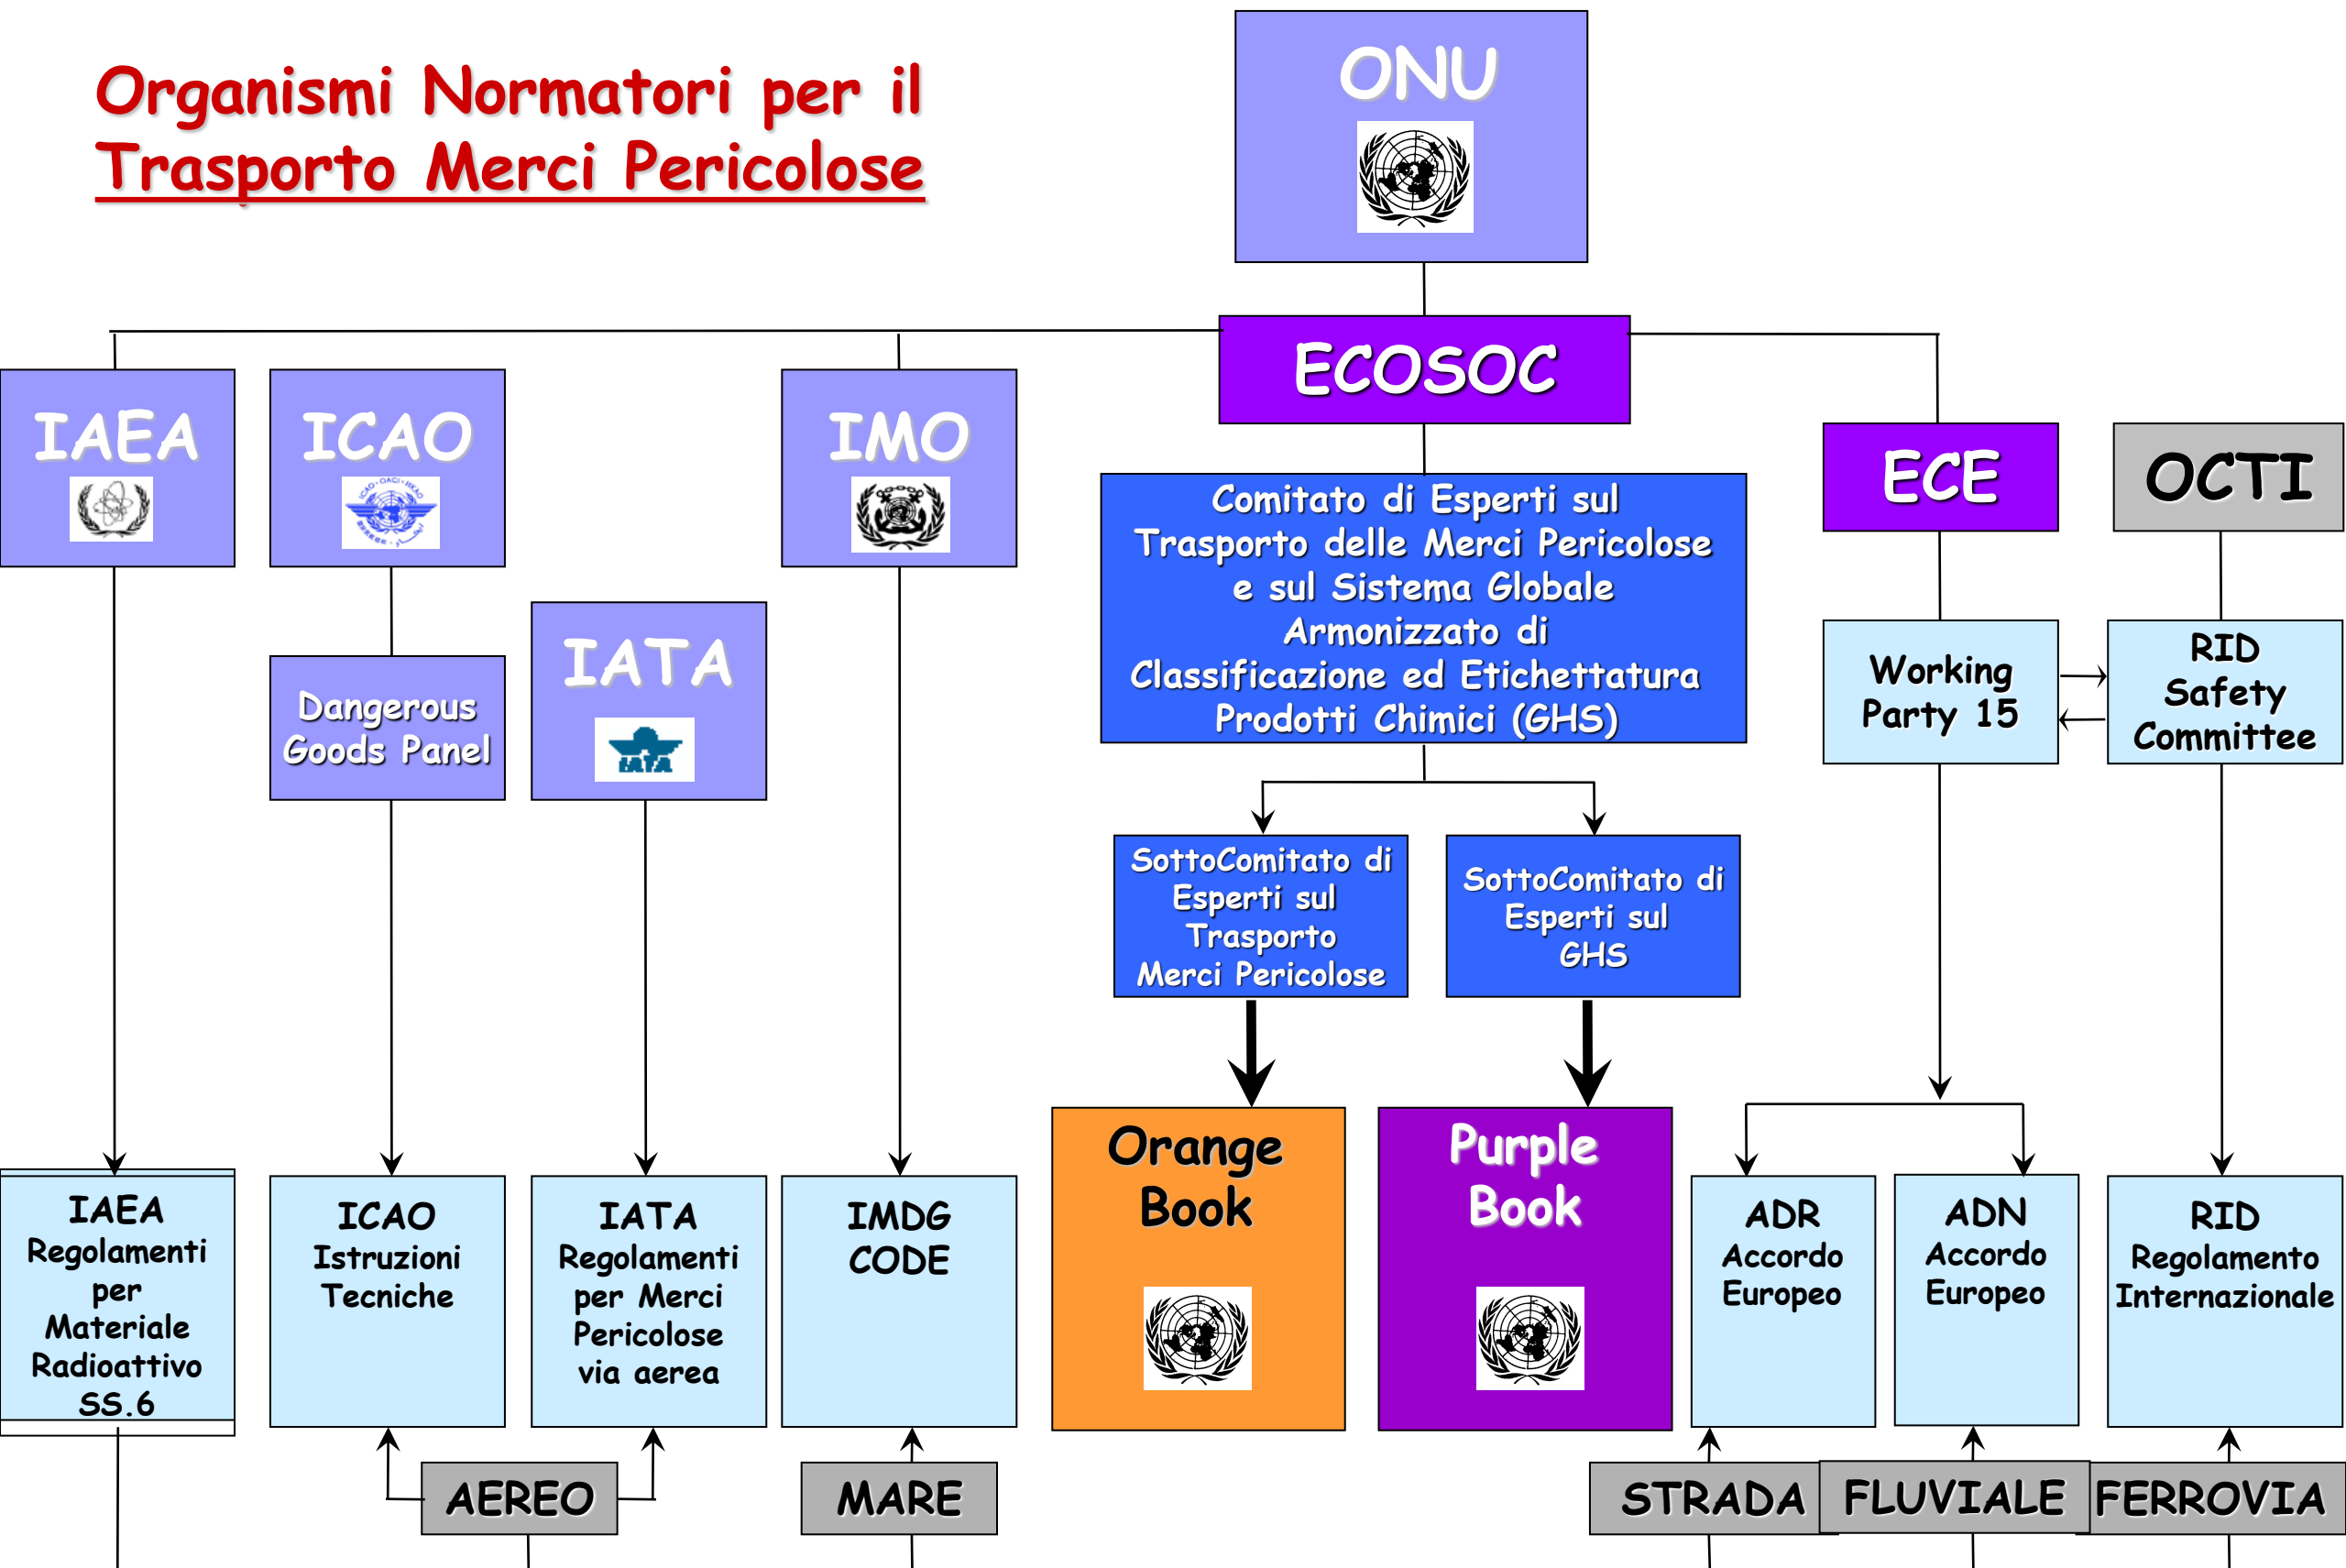 Organismi Normatori per il
Trasporto Merci Pericolose
ONU
ECOSOC
IAEA
ICAO
IMO
ECE
OCTI
Comitato di Esperti sul
Trasporto delle Merci Pericolose
e sul Sistema Globale
Armonizzato di
Classificazione ed Etichettatura
Prodotti Chimici (GHS)
IATA
IATA
Dangerous
Goods Panel
Working
Party 15
RID
Safety
Committee
SottoComitato di
Esperti sul
Trasporto
Merci Pericolose
SottoComitato di
Esperti sul
GHS
Orange
Book
Purple
Book
IAEA
Regolamenti
per
Materiale
Radioattivo
SS.6
ICAO
Istruzioni
Tecniche
IATA
Regolamenti
per Merci
Pericolose
via aerea
IMDG
CODE
ADR
Accordo
Europeo
ADN
Accordo
Europeo
RID
Regolamento
Internazionale
AEREO
MARE
STRADA
FLUVIALE
FERROVIA